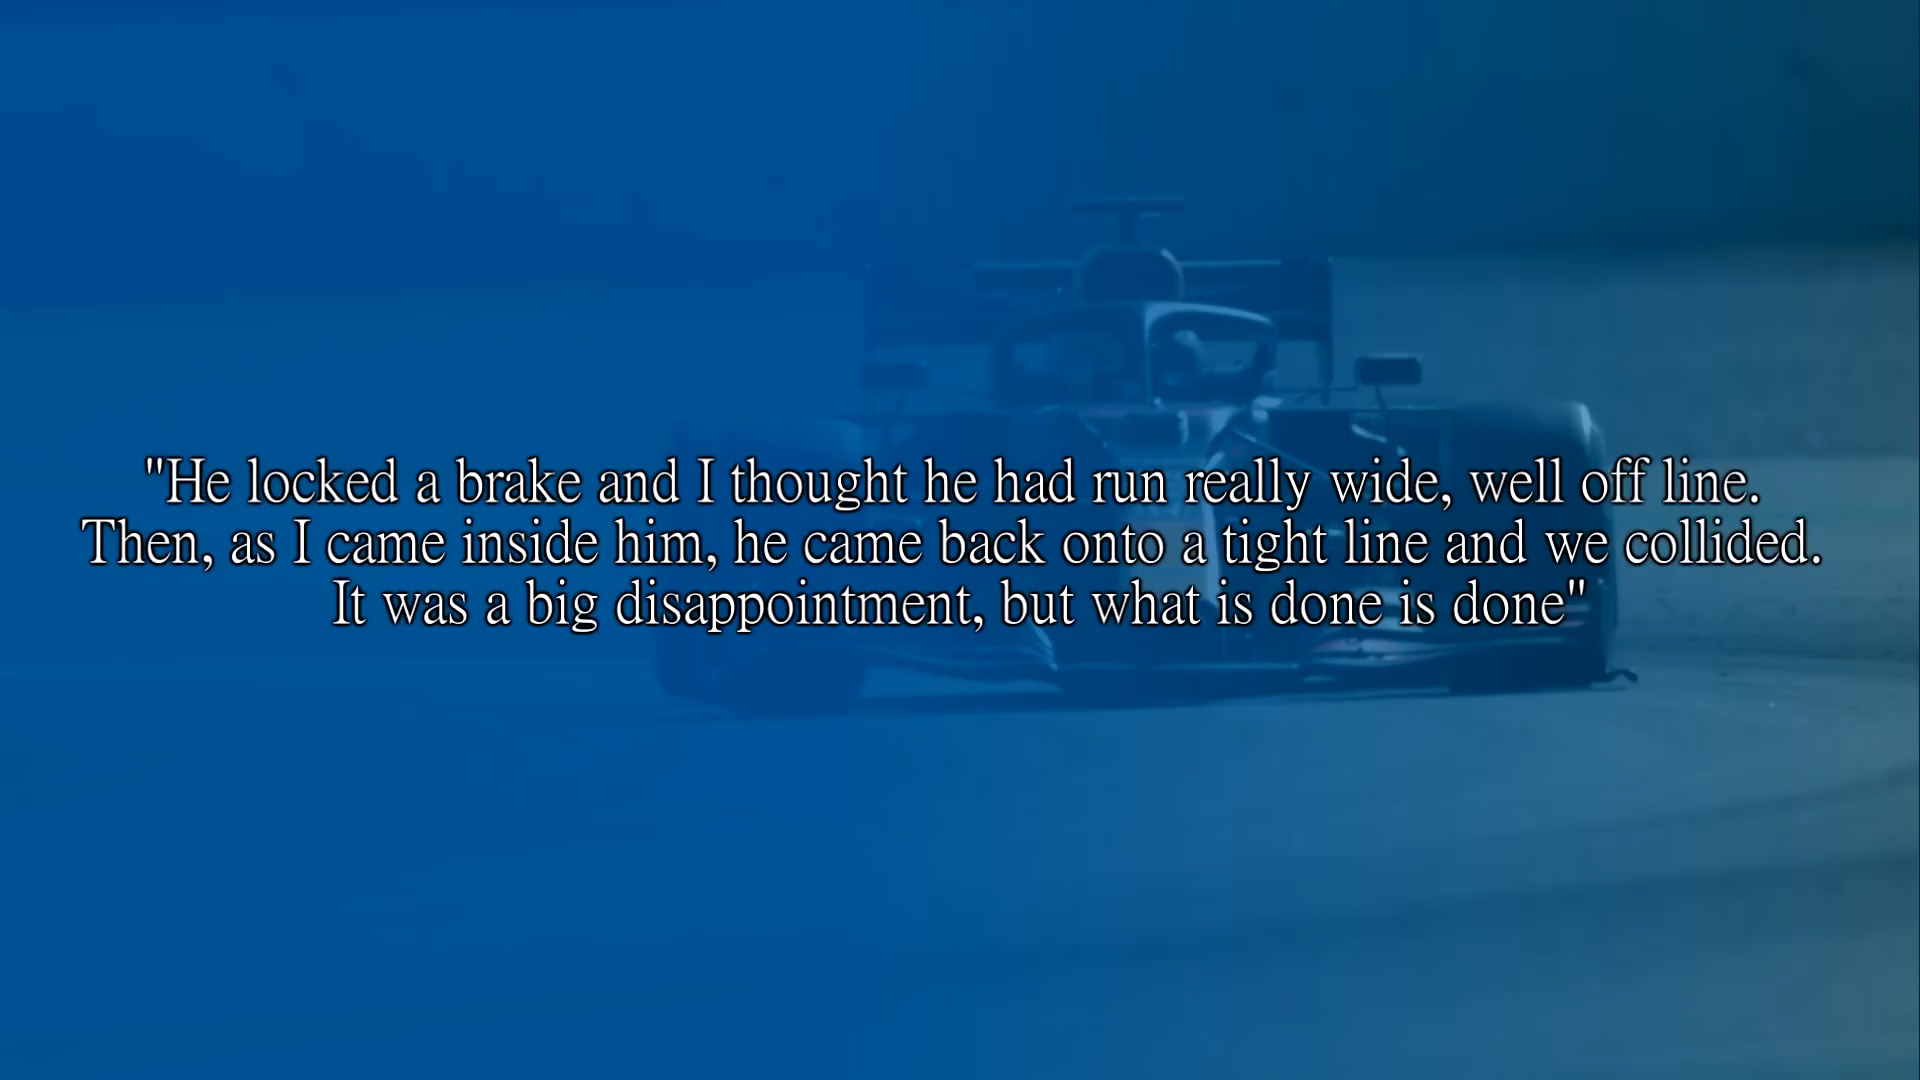 "He locked a brake and I thought he had run really wide, well off line.
Then, as I came inside him, he came back onto a tight line and we collided.
It was a big disappointment, but what is done is done"